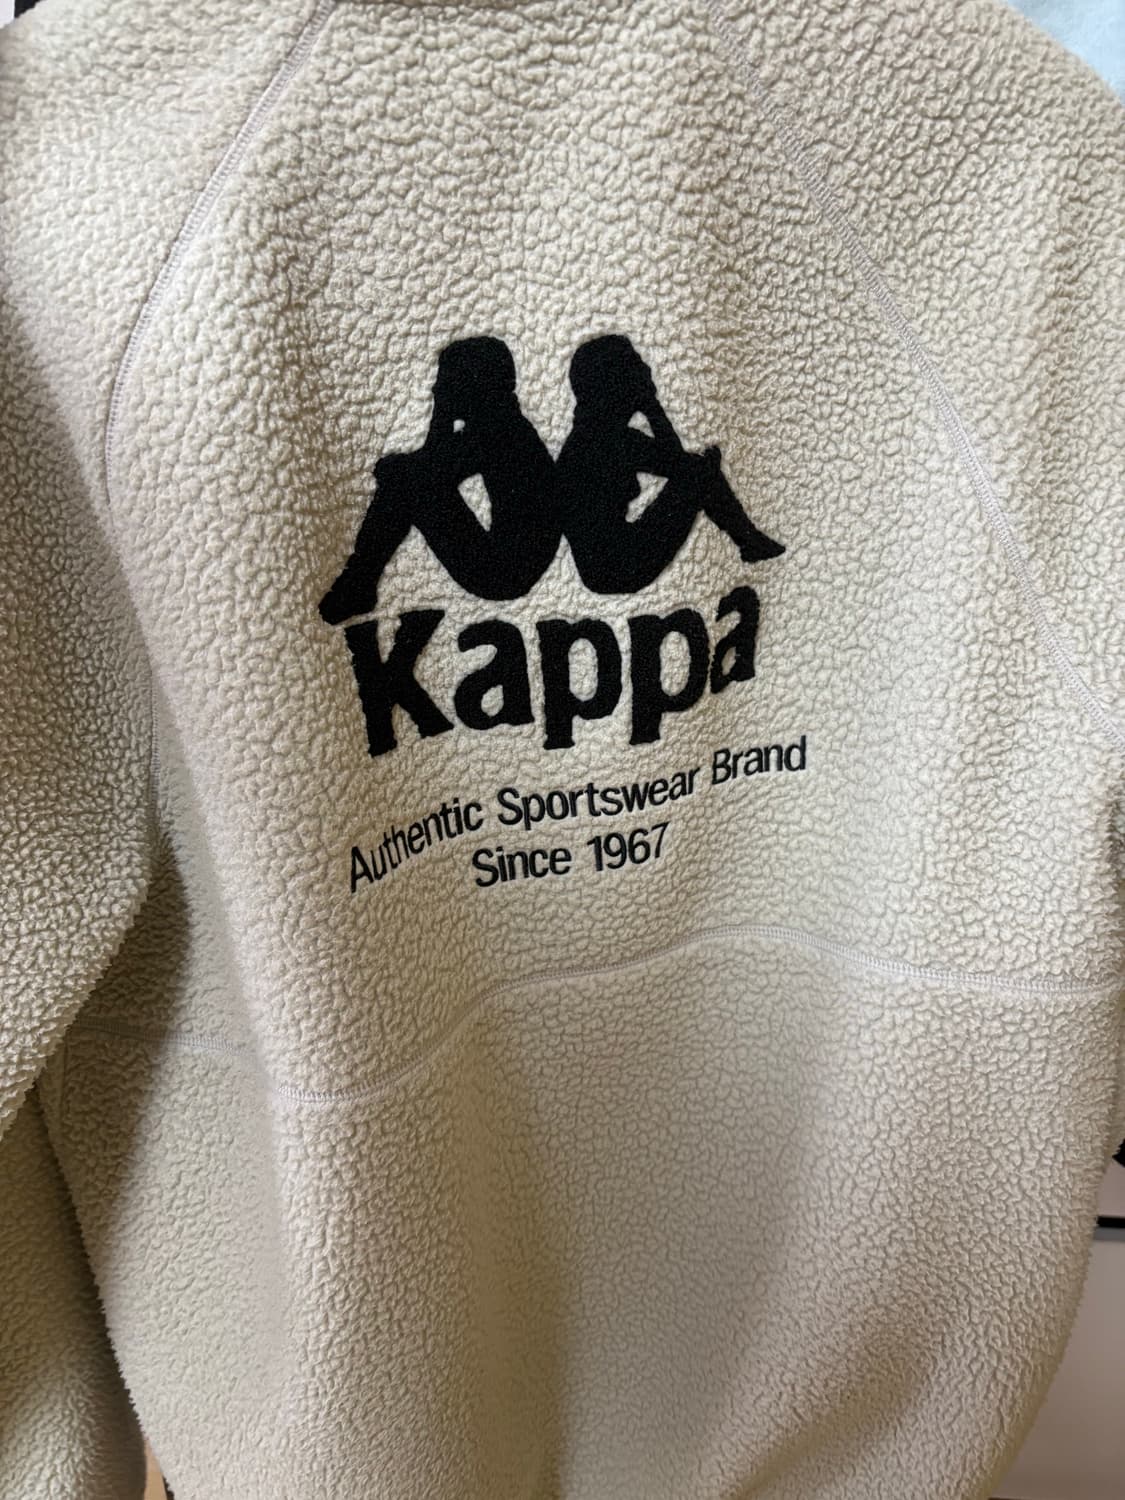 Kappa
Authentic Sportswear Brand
Since 1967